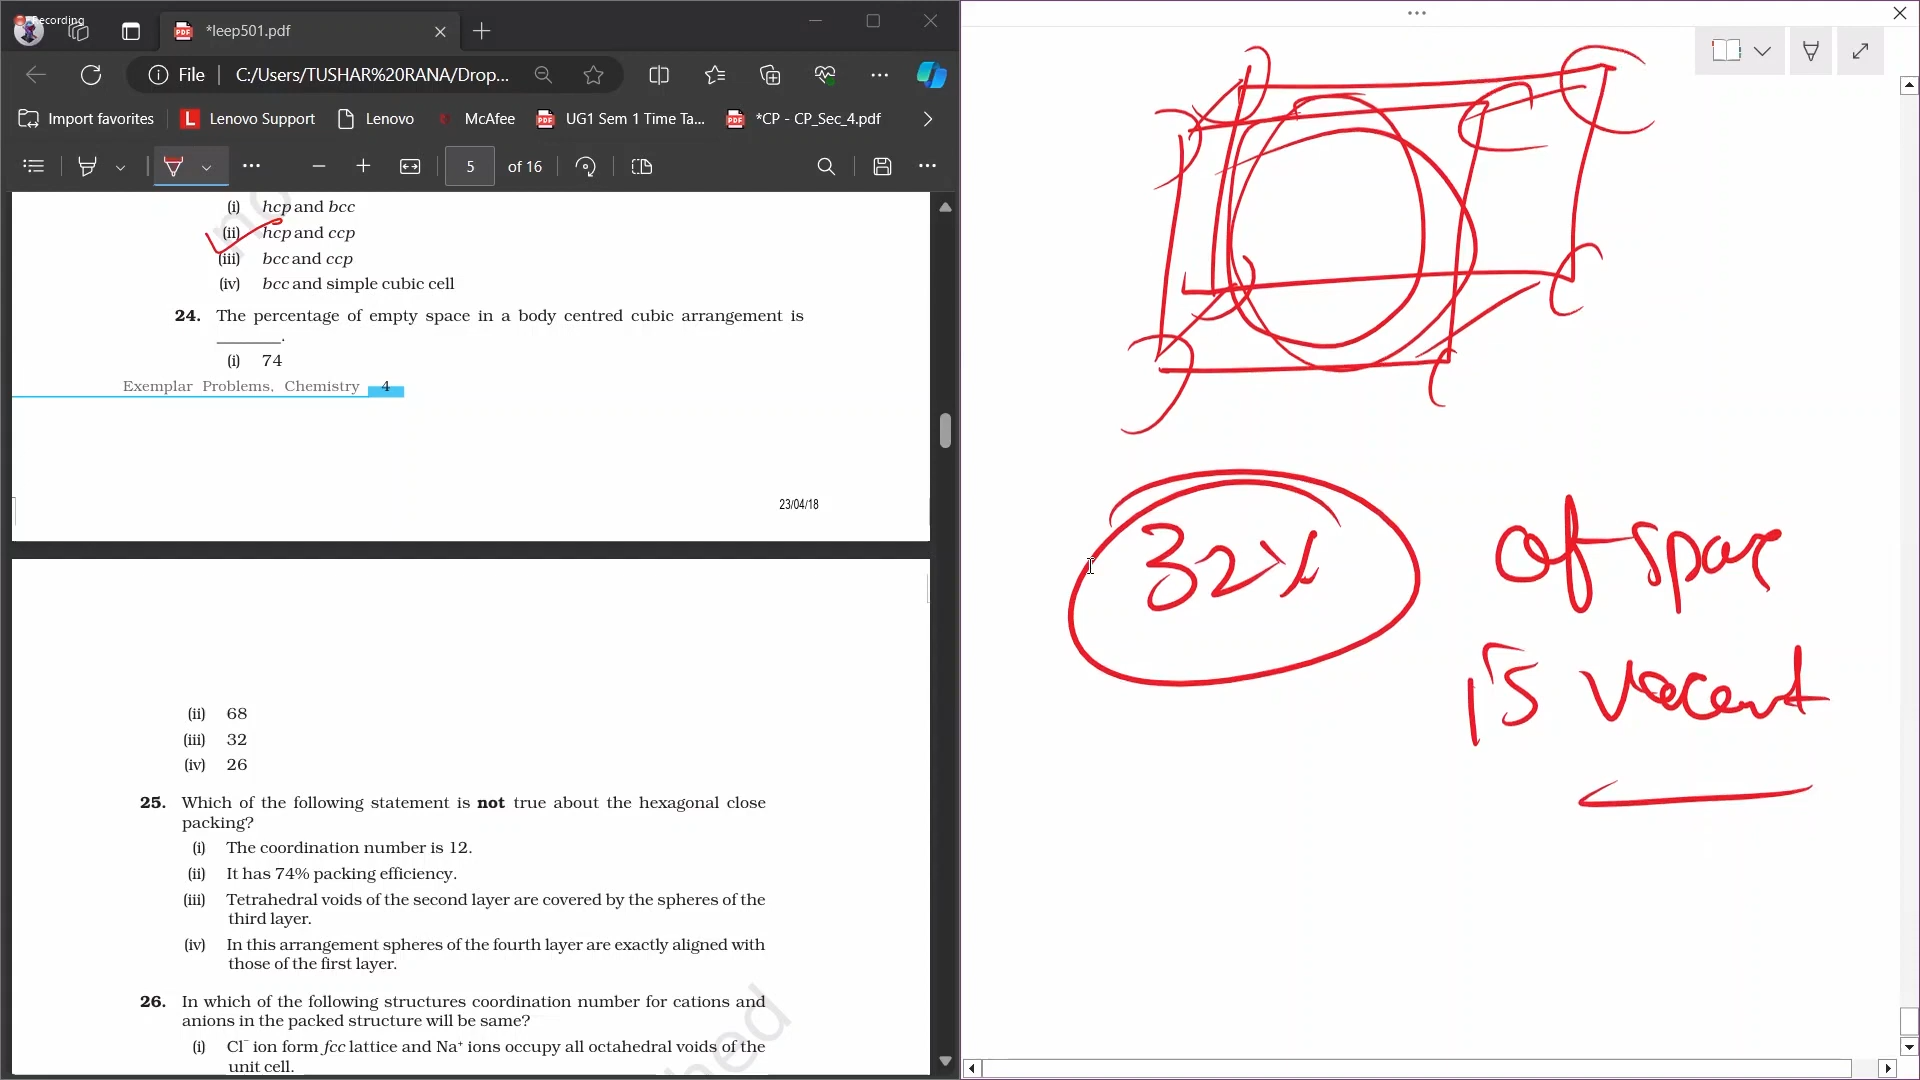 Recording
*leep501.pdf
File
C:/Users/TUSHAR%20RANA/Drop...
Import favorites
Lenovo Support
Lenovo
McAfee
UG1 Sem 1 Time Ta...
*CP - CP_Sec_4.pdf
5 of 16
(i) hcp and bcc
(ii) hcp and ccp
(iii) bcc and ccp
(iv) bcc and simple cubic cell
24. The percentage of empty space in a body centred cubic arrangement is
________.
(i) 74
Exemplar Problems, Chemistry 4
23/04/18
(ii) 68
(iii) 32
(iv) 26
25. Which of the following statement is not true about the hexagonal close
packing?
(i) The coordination number is 12.
(ii) It has 74% packing efficiency.
(iii) Tetrahedral voids of the second layer are covered by the spheres of the
third layer.
(iv) In this arrangement spheres of the fourth layer are exactly aligned with
those of the first layer.
26. In which of the following structures coordination number for cations and
anions in the packed structure will be same?
(i) Cl⁻ ion form fcc lattice and Na⁺ ions occupy all octahedral voids of the
unit cell.
32% of space
is vacant